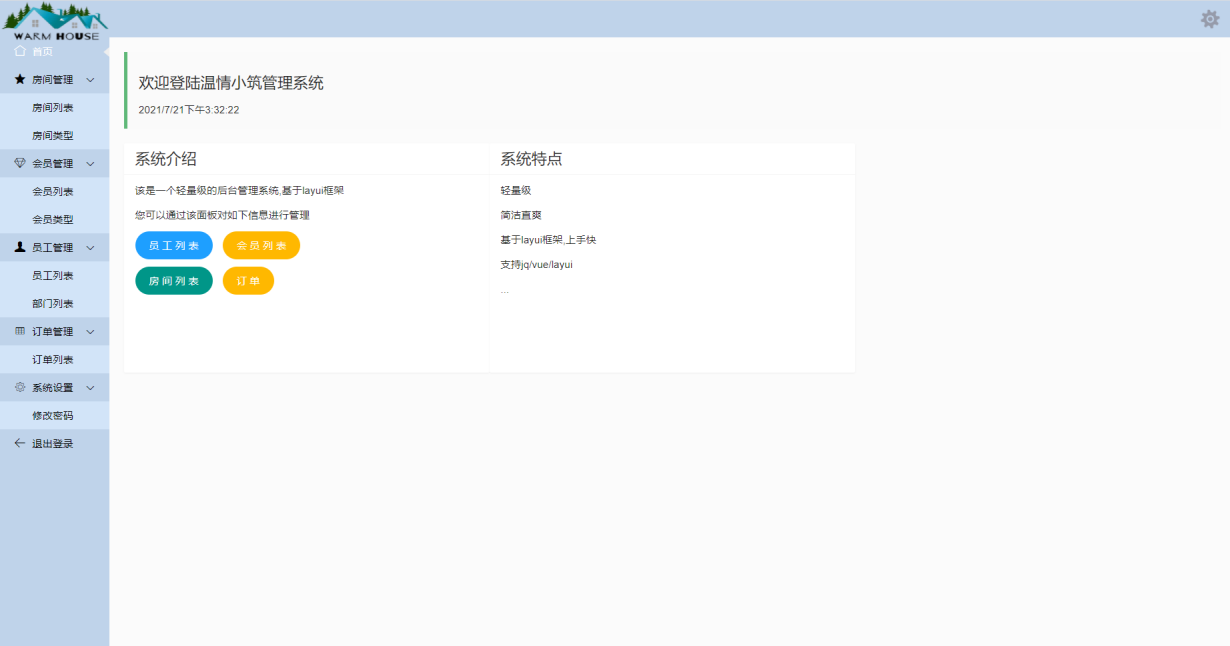 WARM HOUSE
首页
房间管理
房间列表
房间类型
会员管理
会员列表
会员类型
员工管理
员工列表
部门列表
订单管理
订单列表
系统设置
修改密码
退出登录
欢迎登陆温情小筑管理系统
2021/7/21下午3:32:22
系统介绍
该是一个轻量级的后台管理系统,基于layui框架
您可以通过该面板对如下信息进行管理
员工列表 会员列表
房间列表 订单
系统特点
轻量级
简洁直爽
基于layui框架,上手快
支持jq/vue/layui
...